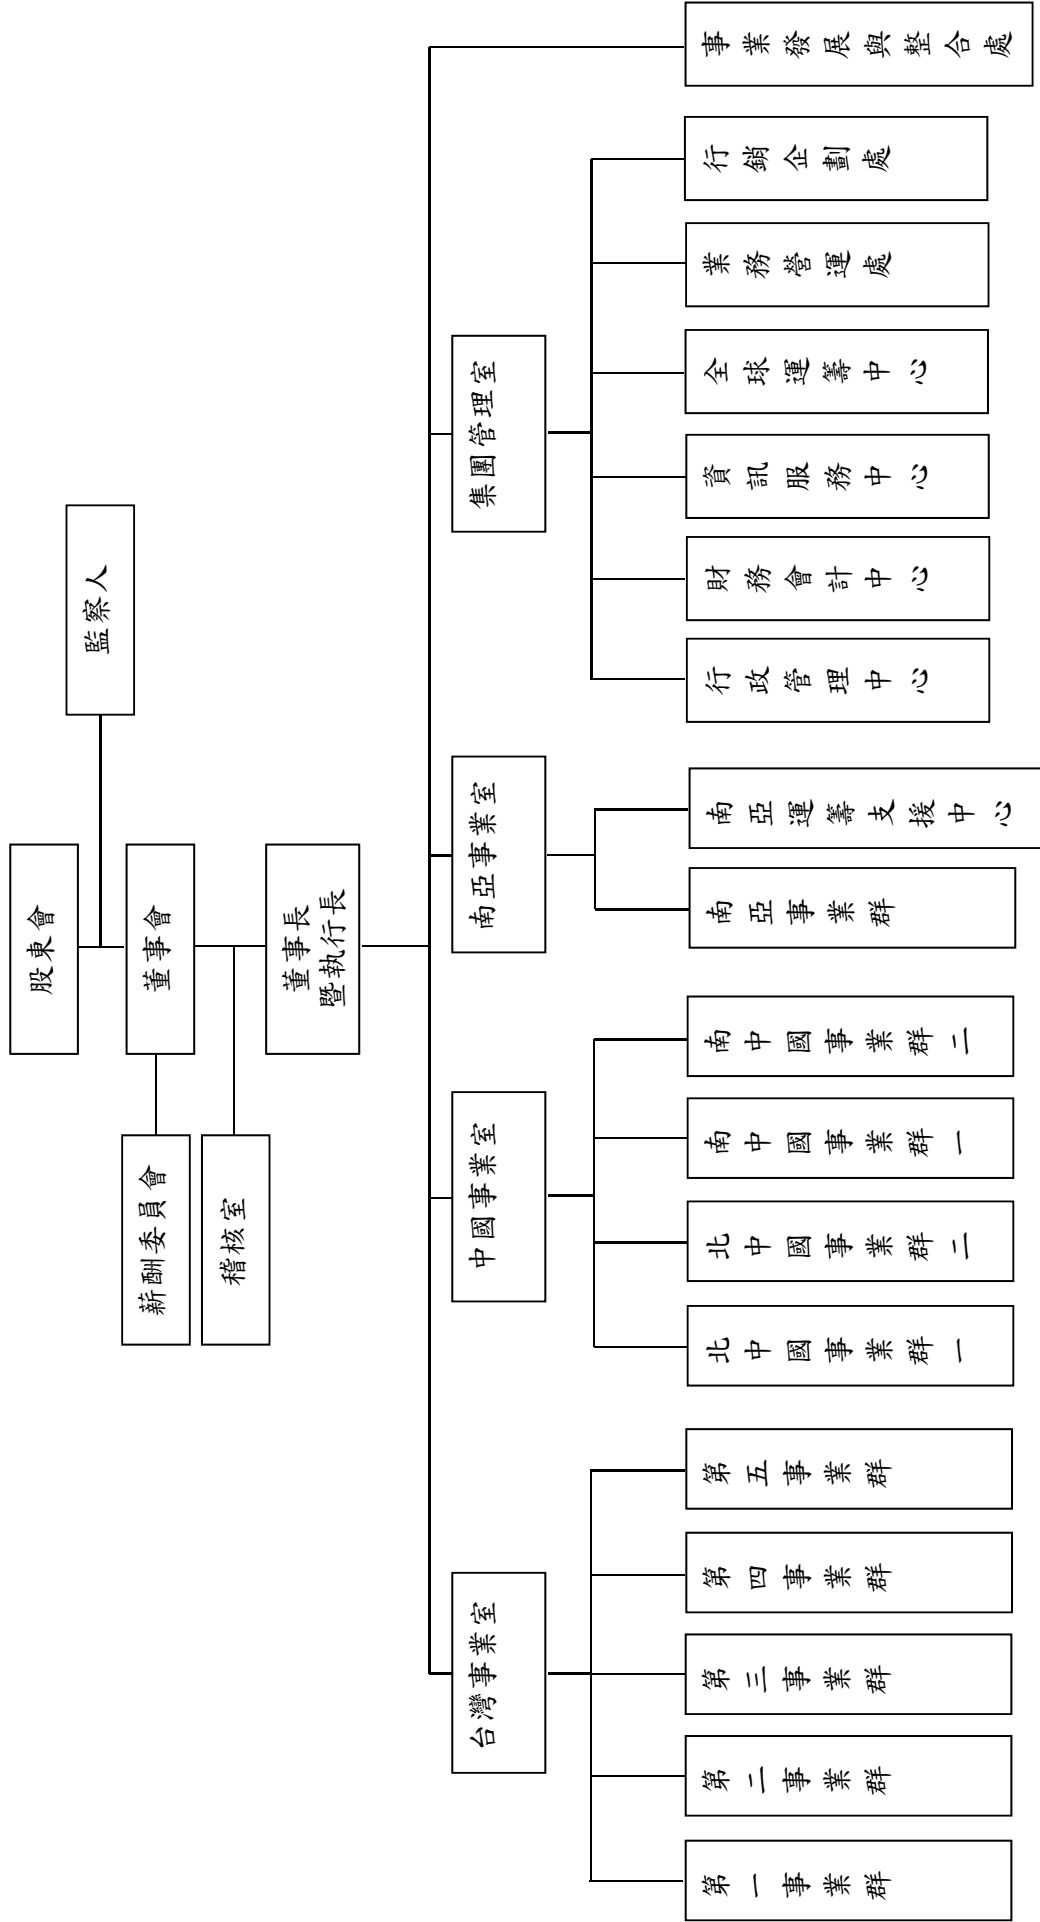 股東會
監察人
董事會
薪酬委員會
稽核室
董事長
暨執行長
台灣事業室
中國事業室
南亞事業室
集團管理室
第一事業群
第二事業群
第三事業群
第四事業群
第五事業群
北中國事業群一
北中國事業群二
南中國事業群一
南中國事業群二
南亞事業群
南亞運籌支援中心
行政管理中心
財務會計中心
資訊服務中心
全球運籌中心
業務營運處
行銷企劃處
事業發展與整合處